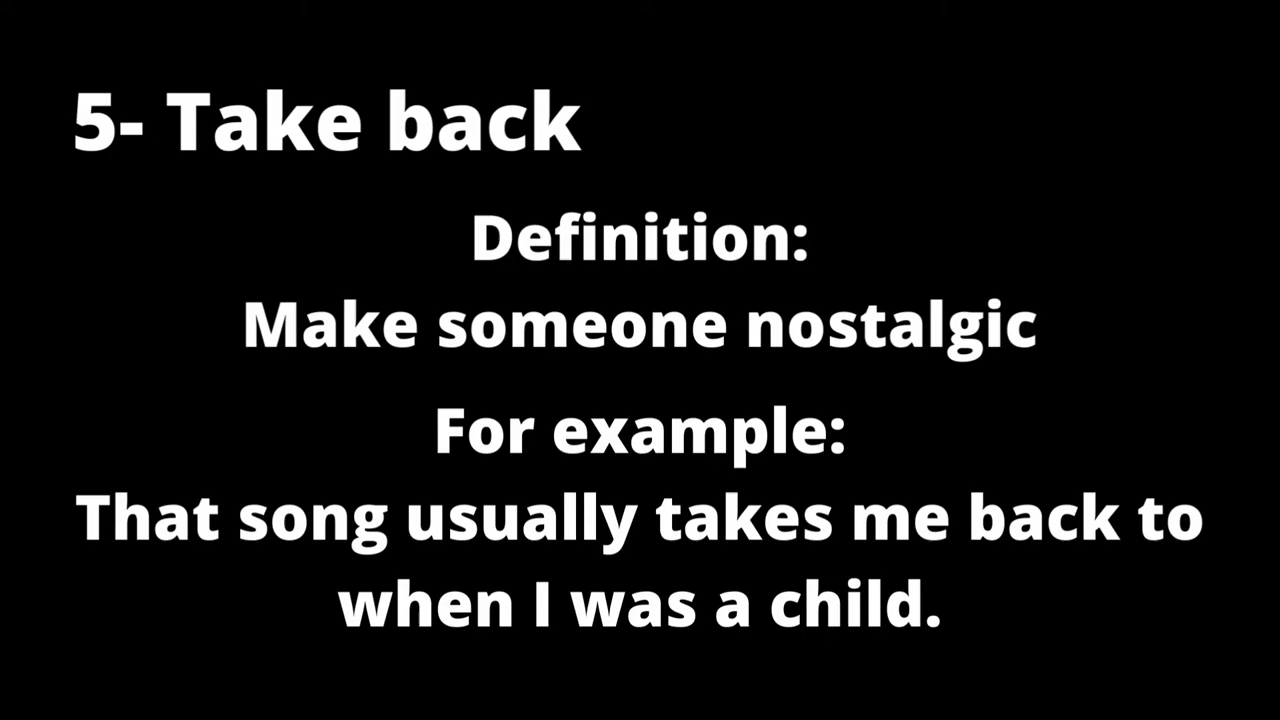 5- Take back
Definition:
Make someone nostalgic
For example:
That song usually takes me back to
when I was a child.